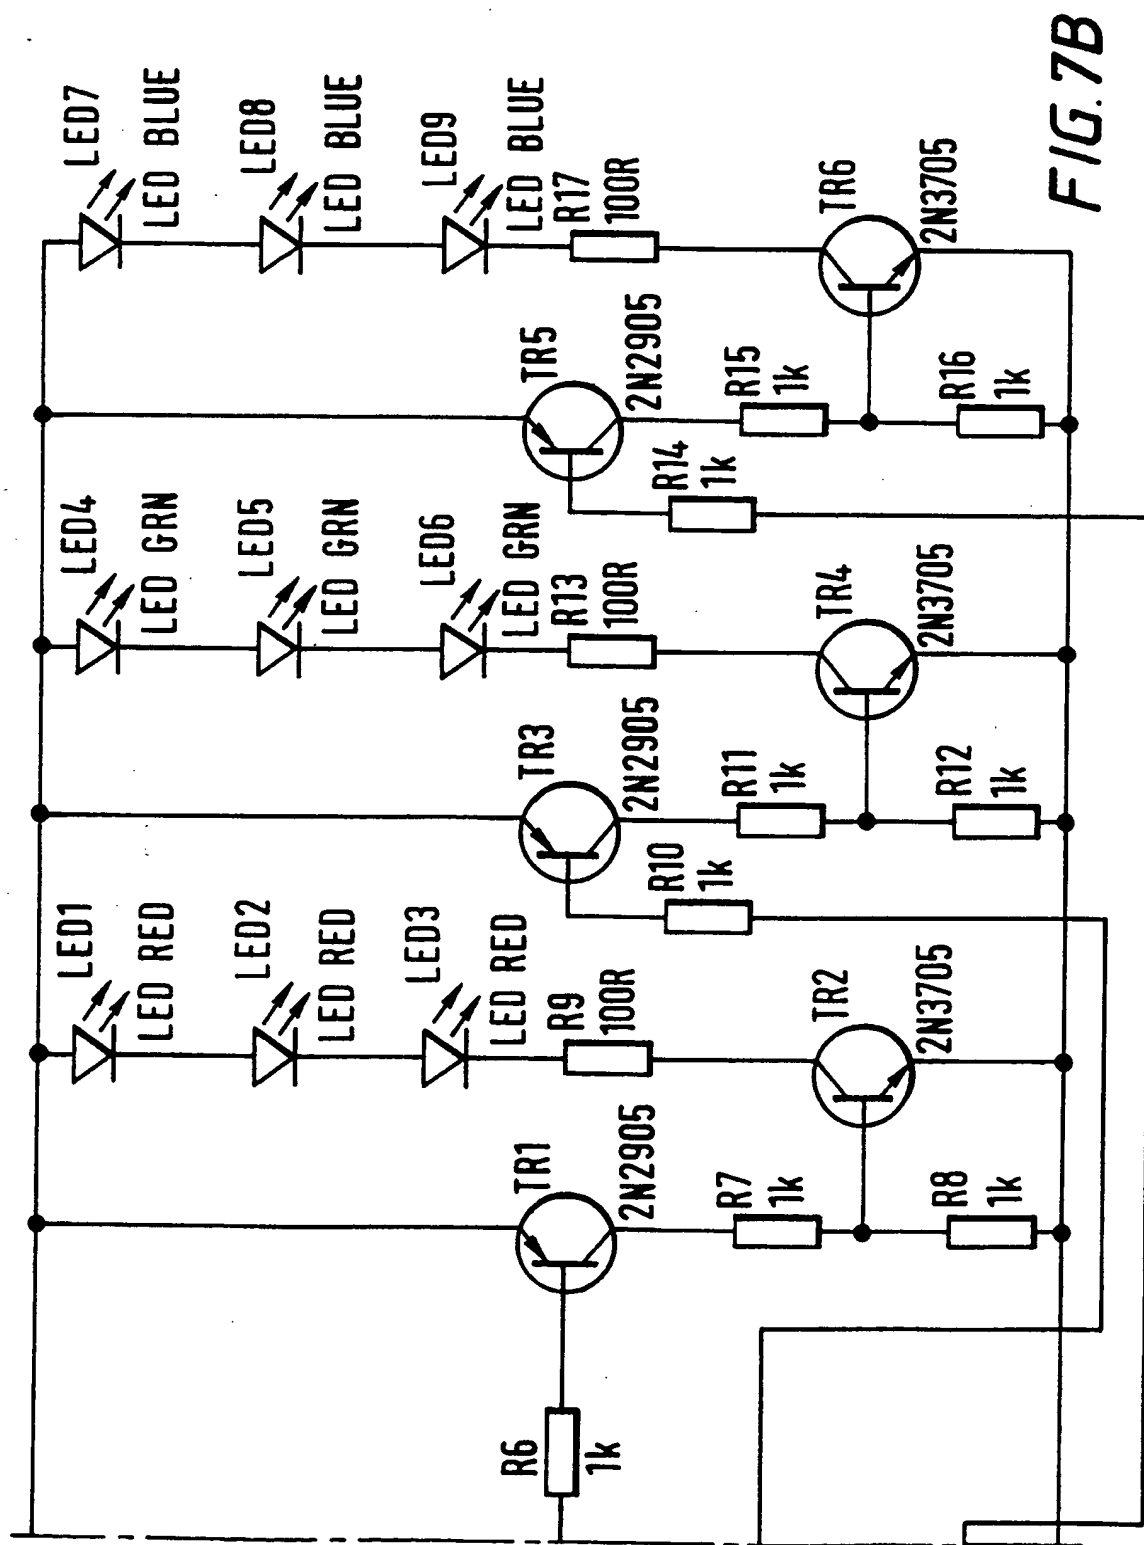 LED1
LED RED
LED2
LED RED
LED3
LED RED
R9
100R
TR1
2N2905
R6
1k
R7
1k
R8
1k
TR2
2N3705
LED4
LED GRN
LED5
LED GRN
LED6
LED GRN
R13
100R
TR3
2N2905
R10
1k
R11
1k
R12
1k
TR4
2N3705
LED7
LED BLUE
LED8
LED BLUE
LED9
LED BLUE
R17
100R
TR5
2N2905
R14
1k
R15
1k
R16
1k
TR6
2N3705
FIG. 7B